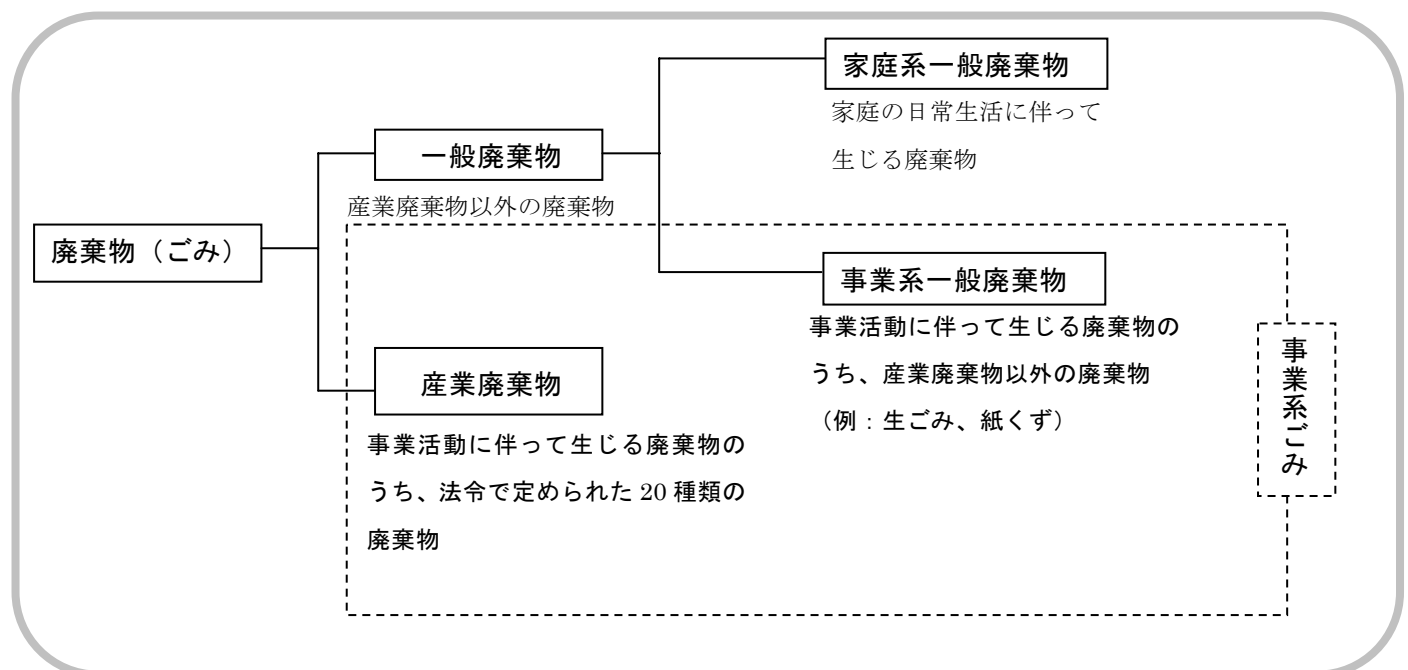 家庭系一般廃棄物
家庭の日常生活に伴って
生じる廃棄物
一般廃棄物
産業廃棄物以外の廃棄物
廃棄物（ごみ）
事業系一般廃棄物
事業活動に伴って生じる廃棄物の
うち、産業廃棄物以外の廃棄物
（例：生ごみ、紙くず）
産業廃棄物
事業活動に伴って生じる廃棄物の
うち、法令で定められた 20 種類の
廃棄物
事業系ごみ